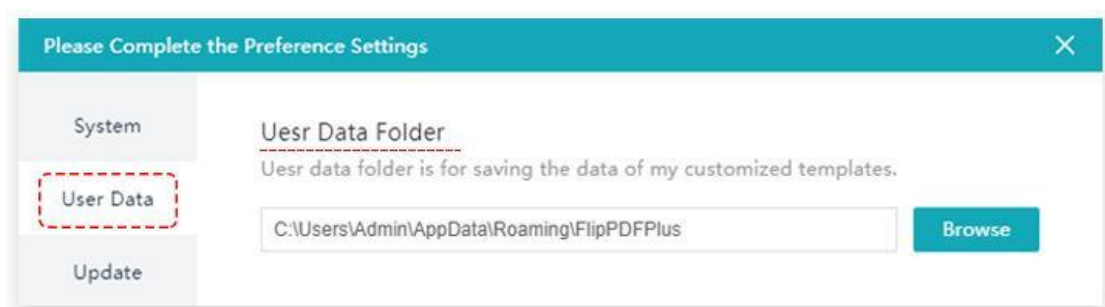 Please Complete the Preference Settings
System
Uesr Data Folder
Uesr data folder is for saving the data of my customized templates.
User Data
C:\Users\Admin\AppData\Roaming\FlipPDFPlus
Browse
Update